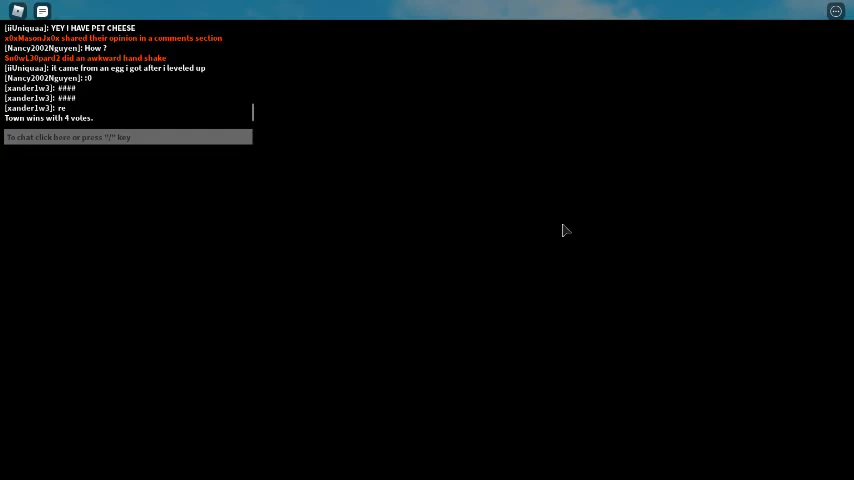 [iiUniquaa]: YEY I HAVE PET CHEESE
x0xMasonJx0x shared their opinion in a comments section
[Nancy2002Nguyen]: How ?
Sn0wL30pard2 did an awkward hand shake
[iiUniquaa]: it came from an egg i got after i leveled up
[Nancy2002Nguyen]: :0
[xander1w3]: ####
[xander1w3]: ####
[xander1w3]: re
Town wins with 4 votes.
To chat click here or press "/" key